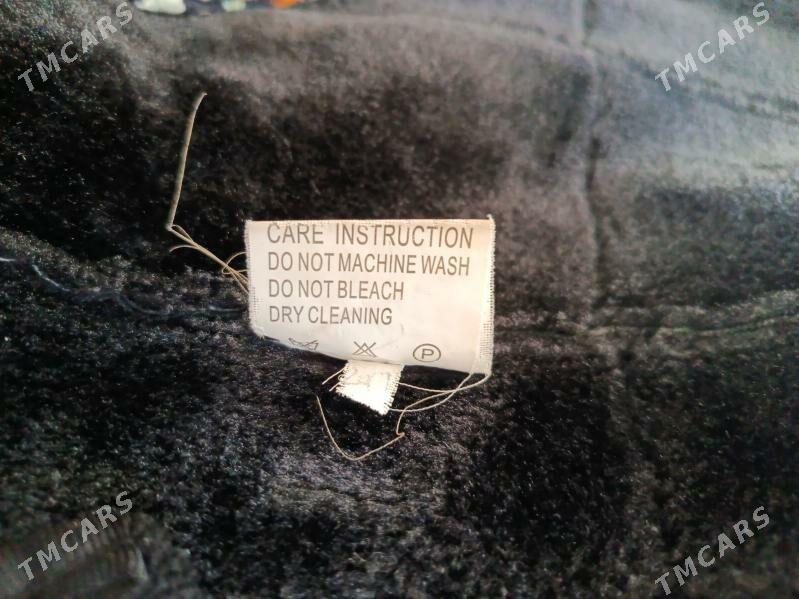 TMCARS
TMCARS
CARE INSTRUCTION
DO NOT MACHINE WASH
DO NOT BLEACH
DRY CLEANING
P
TMCARS
TMCARS